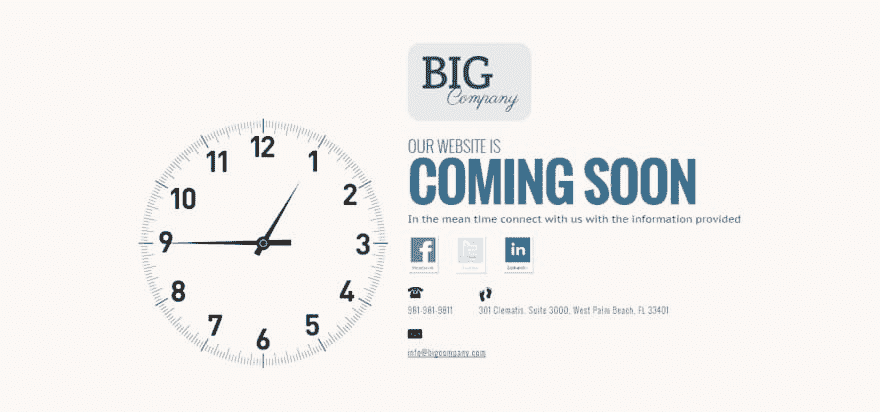 BIG
Company
OUR WEBSITE IS
COMING SOON
In the mean time connect with us with the information provided
in
961-961-9811
301 Clematis. Suite 3000, West Palm Beach, FL 33401
info@bigcompany.com
12
1
2
3
4
5
6
7
8
9
10
11